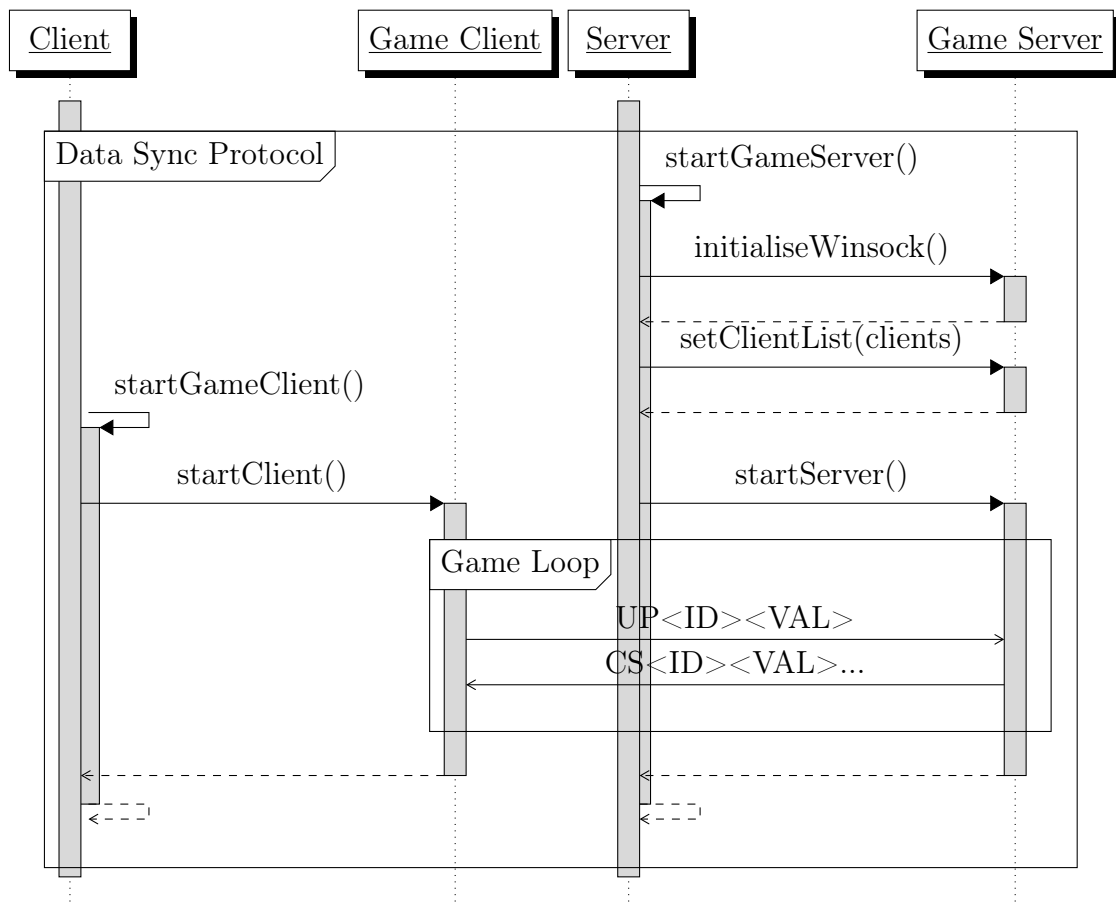 Client
Game Client
Server
Game Server
Data Sync Protocol
startGameServer()
initialiseWinsock()
setClientList(clients)
startGameClient()
startClient()
startServer()
Game Loop
UP<ID><VAL>
CS<ID><VAL>...